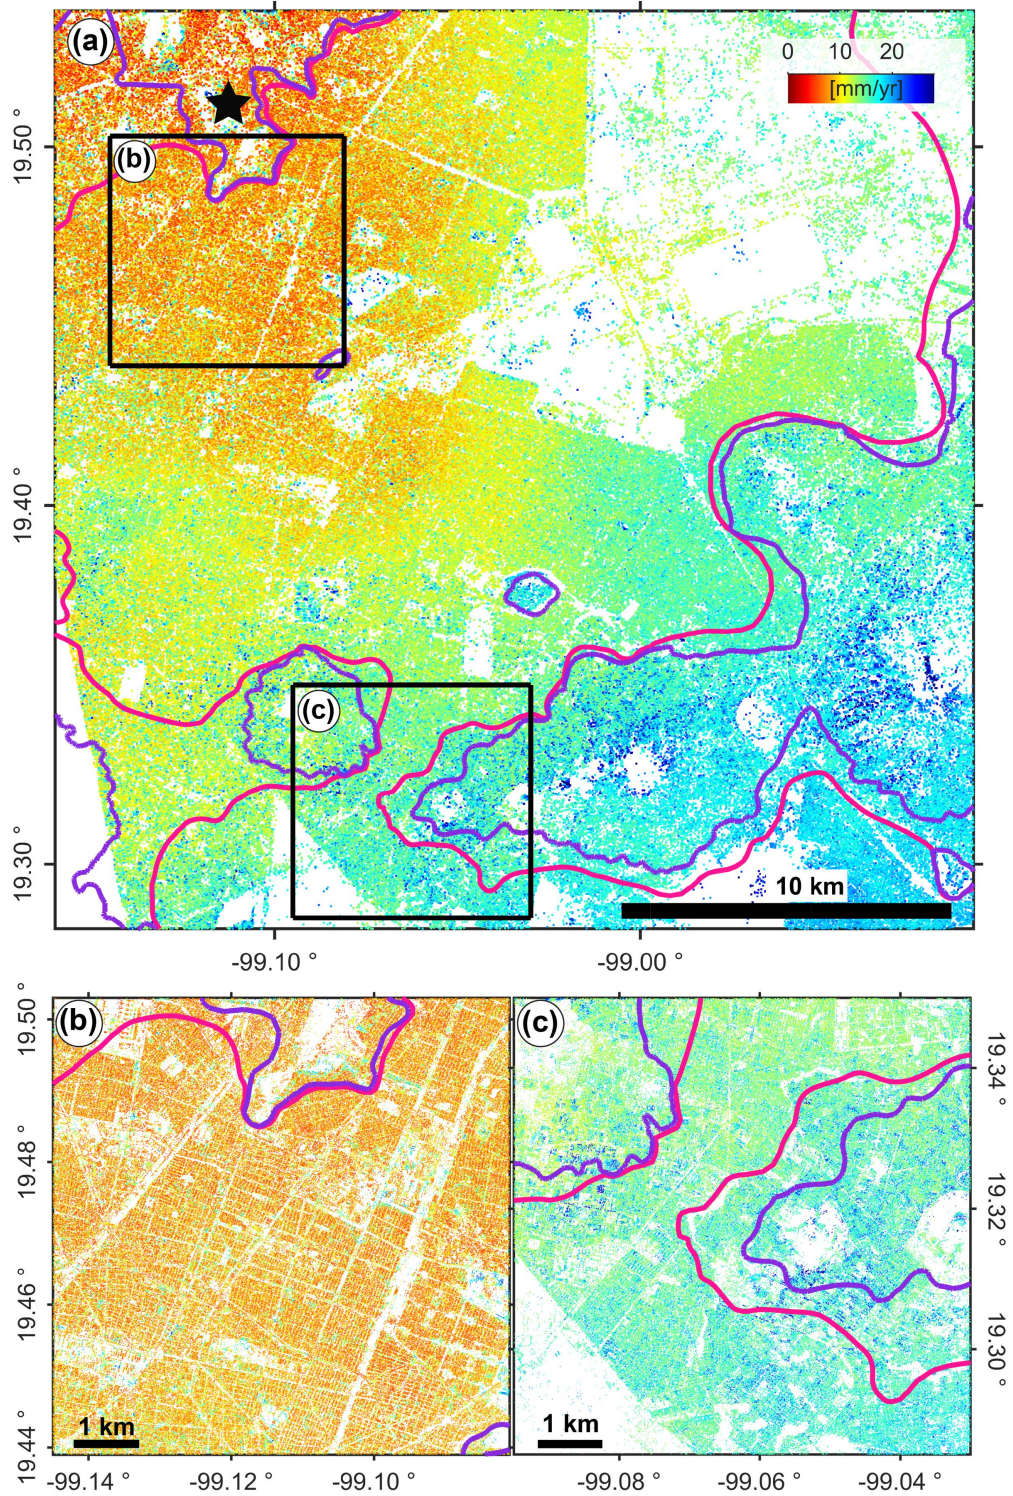 (a)
0 10 20
[mm/yr]
19.50 °
(b)
19.40 °
(c)
19.30 °
10 km
-99.10 ° -99.00 °
(b)
(c)
19.50 °
19.48 °
19.46 °
19.44 °
19.34 °
19.32 °
19.30 °
1 km
1 km
-99.14 ° -99.12 ° -99.10 ° -99.08 ° -99.06 ° -99.04 °